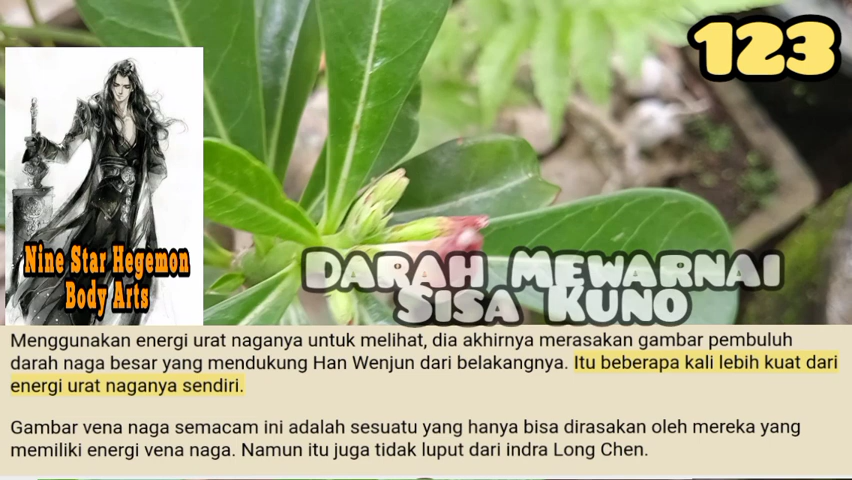 123
Nine Star Hegemon
Body Arts
Darah Mewarnai
Sisa Kuno
Menggunakan energi urat naganya untuk melihat, dia akhirnya merasakan gambar pembuluh
darah naga besar yang mendukung Han Wenjun dari belakangnya. Itu beberapa kali lebih kuat dari
energi urat naganya sendiri.
Gambar vena naga semacam ini adalah sesuatu yang hanya bisa dirasakan oleh mereka yang
memiliki energi vena naga. Namun itu juga tidak luput dari indra Long Chen.